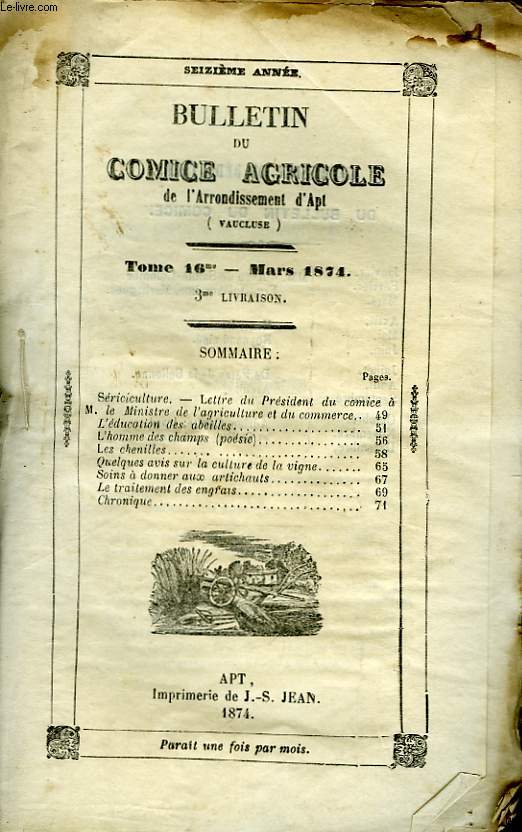 Le-livre.com
SEIZIÈME ANNÉE.
BULLETIN
DU
COMICE AGRICOLE
de l'Arrondissement d'Apt
( VAUCLUSE )
Tome 16me — Mars 1874.
3me LIVRAISON.
SOMMAIRE :
Pages.
Sériciculture. — Lettre du Président du comice à
M. le Ministre de l'agriculture et du commerce.. 49
L'éducation des abeilles........................ 51
L'homme des champs (poésie)................ 56
Les chenilles.................................. 58
Quelques avis sur la culture de la vigne....... 65
Soins à donner aux artichauts.............. 67
Le traitement des engrais.................... 69
Chronique.................................... 71
APT,
Imprimerie de J.-S. JEAN.
1874.
Parait une fois par mois.